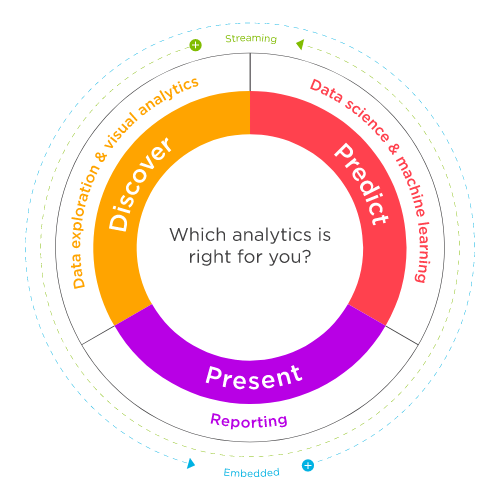 Streaming
Data exploration & visual analytics
Data science & machine learning
Discover
Predict
Which analytics is
right for you?
Present
Reporting
Embedded